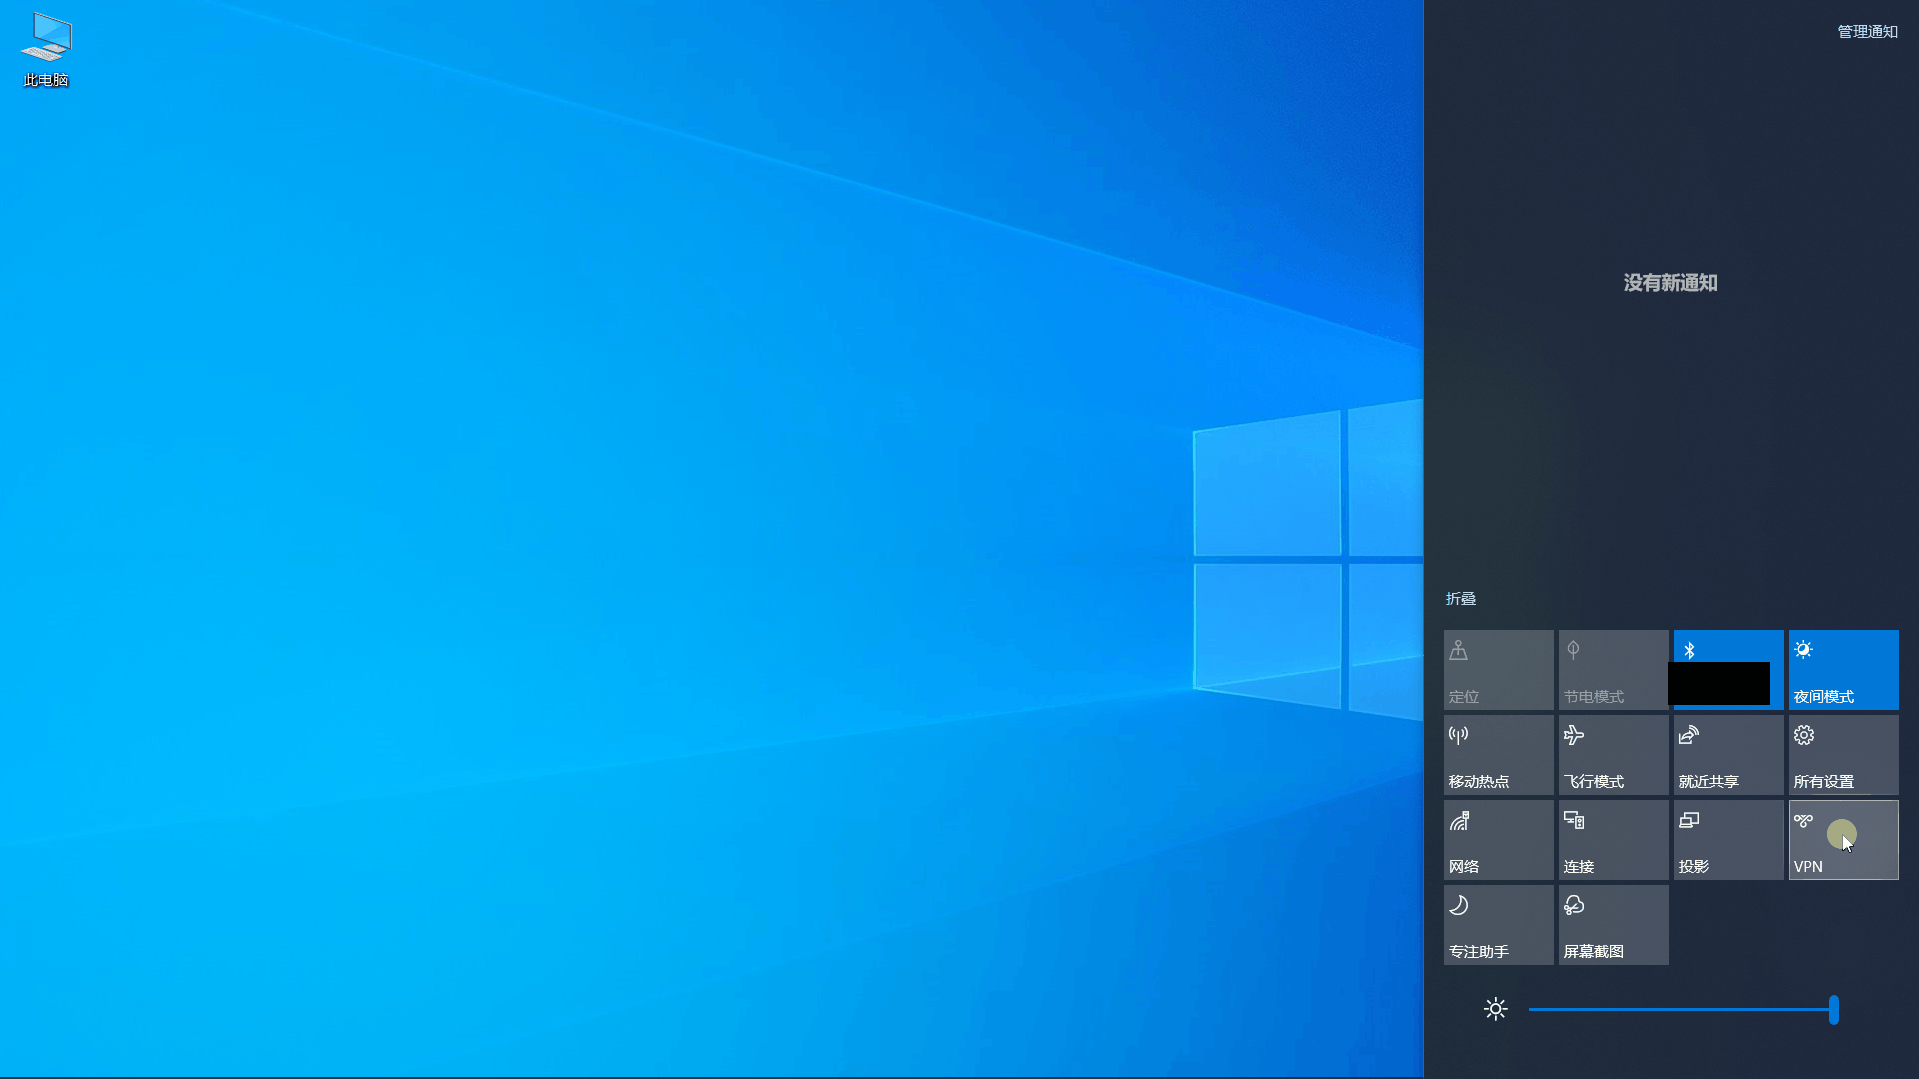 此电脑
管理通知
没有新通知
折叠
定位
节电模式
夜间模式
移动热点
飞行模式
就近共享
所有设置
网络
连接
投影
VPN
专注助手
屏幕截图